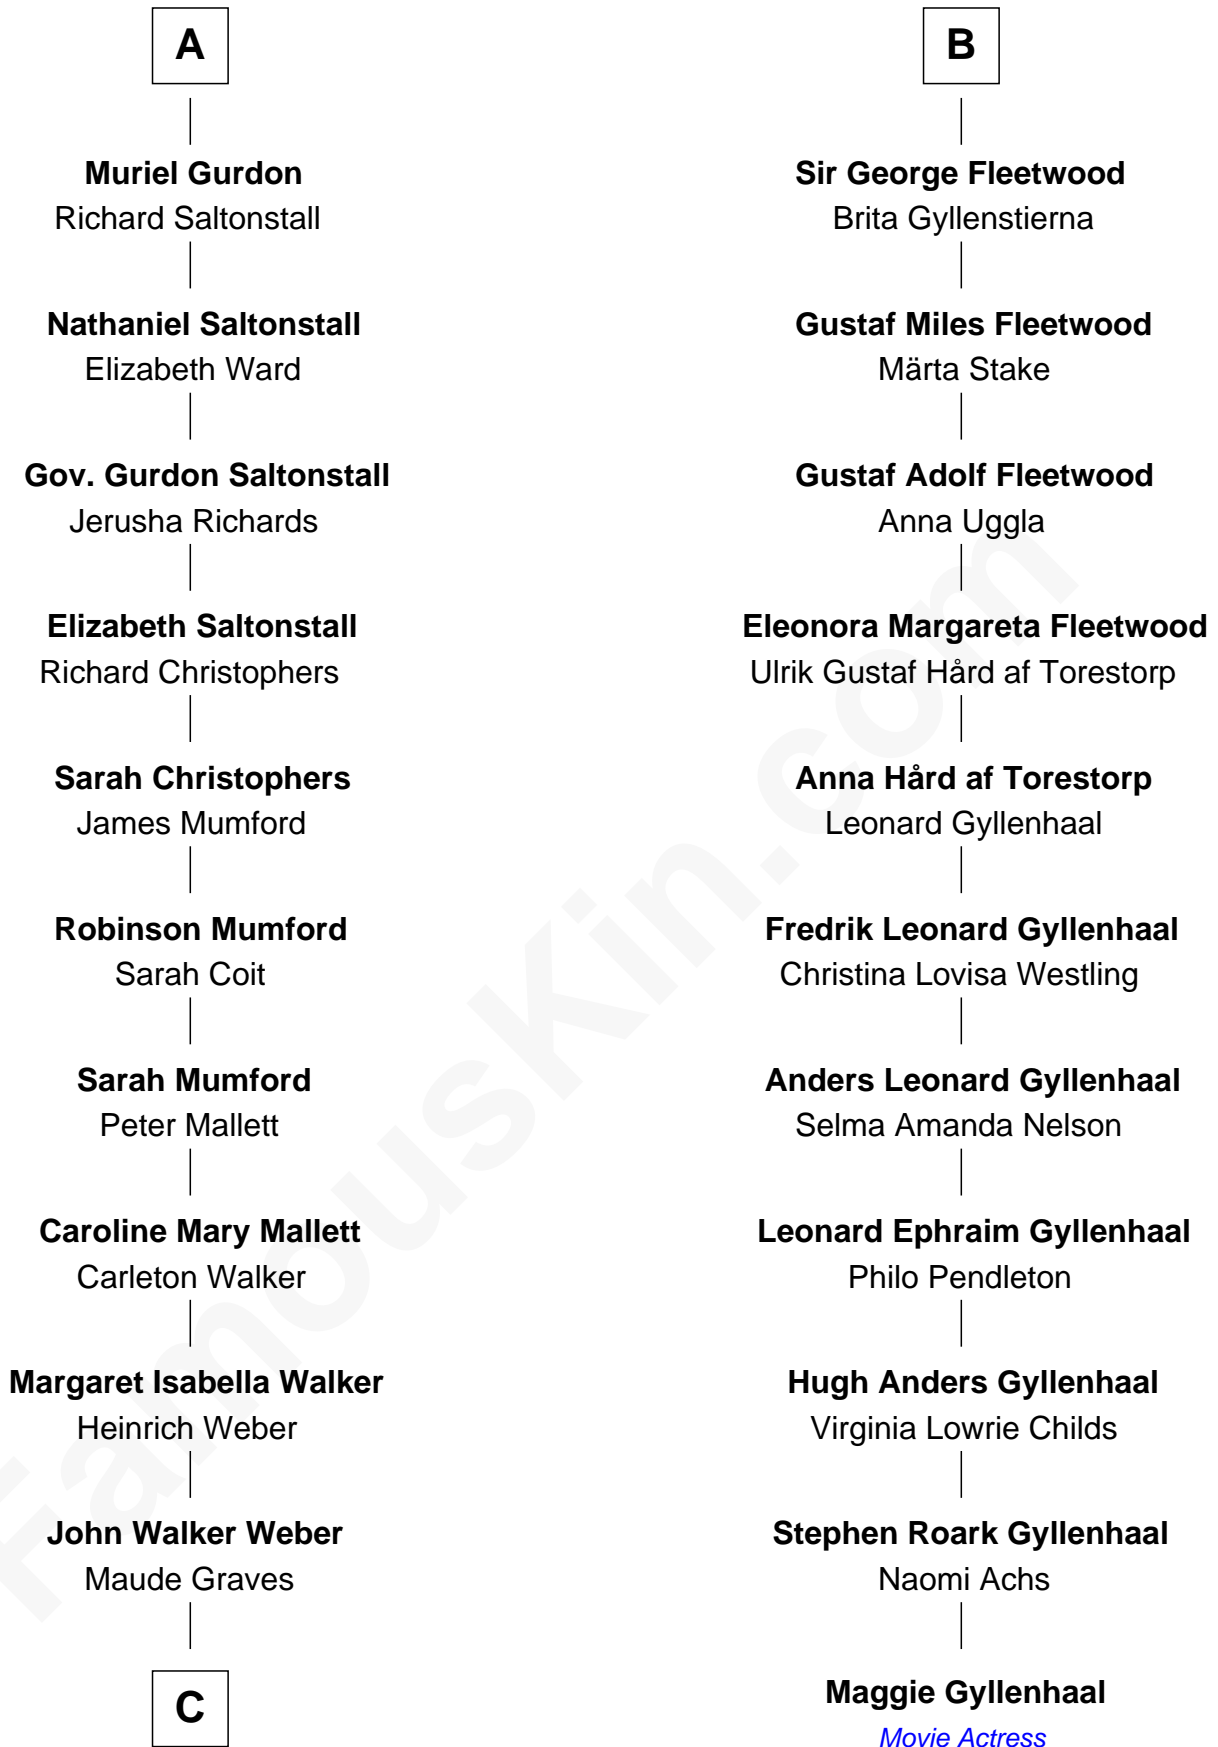 A
Muriel Gurdon
Richard Saltonstall
Nathaniel Saltonstall
Elizabeth Ward
Gov. Gurdon Saltonstall
Jerusha Richards
Elizabeth Saltonstall
Richard Christophers
Sarah Christophers
James Mumford
Robinson Mumford
Sarah Coit
Sarah Mumford
Peter Mallett
Caroline Mary Mallett
Carleton Walker
Margaret Isabella Walker
Heinrich Weber
John Walker Weber
Maude Graves
C
B
Sir George Fleetwood
Brita Gyllenstierna
Gustaf Miles Fleetwood
Märta Stake
Gustaf Adolf Fleetwood
Anna Uggla
Eleonora Margareta Fleetwood
Ulrik Gustaf Hård af Torestorp
Anna Hård af Torestorp
Leonard Gyllenhaal
Fredrik Leonard Gyllenhaal
Christina Lovisa Westling
Anders Leonard Gyllenhaal
Selma Amanda Nelson
Leonard Ephraim Gyllenhaal
Philo Pendleton
Hugh Anders Gyllenhaal
Virginia Lowrie Childs
Stephen Roark Gyllenhaal
Naomi Achs
Maggie Gyllenhaal
Movie Actress
FamousKin.com